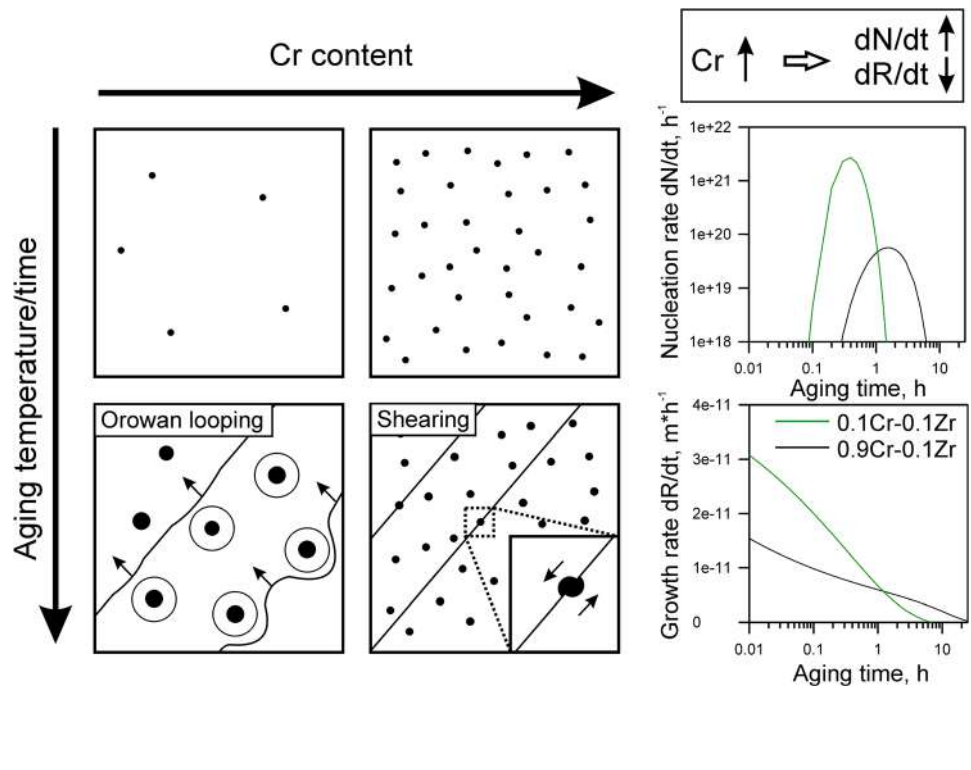 Cr content
Cr ↑ ⇨ dN/dt ↑
dR/dt ↓
Aging temperature/time
Orowan looping
Shearing
Nucleation rate dN/dt, h⁻¹
1e+22
1e+21
1e+20
1e+19
1e+18
0.01 0.1 1 10
Aging time, h
Growth rate dR/dt, m*h⁻¹
4e-11
3e-11
2e-11
1e-11
0
0.1Cr-0.1Zr
0.9Cr-0.1Zr
0.01 0.1 1 10
Aging time, h